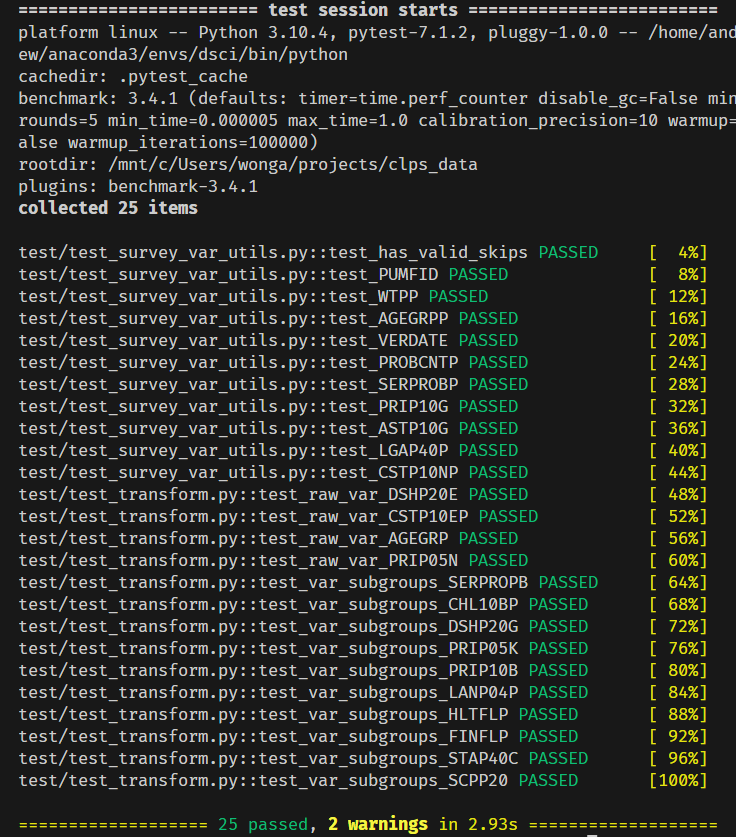 ======================== test session starts =========================
platform linux -- Python 3.10.4, pytest-7.1.2, pluggy-1.0.0 -- /home/and
ew/anaconda3/envs/dsci/bin/python
cachedir: .pytest_cache
benchmark: 3.4.1 (defaults: timer=time.perf_counter disable_gc=False min
rounds=5 min_time=0.000005 max_time=1.0 calibration_precision=10 warmup=
alse warmup_iterations=100000)
rootdir: /mnt/c/Users/wonga/projects/clps_data
plugins: benchmark-3.4.1
collected 25 items
test/test_survey_var_utils.py::test_has_valid_skips PASSED [ 4%]
test/test_survey_var_utils.py::test_PUMFID PASSED [ 8%]
test/test_survey_var_utils.py::test_WTPP PASSED [ 12%]
test/test_survey_var_utils.py::test_AGEGRPP PASSED [ 16%]
test/test_survey_var_utils.py::test_VERDATE PASSED [ 20%]
test/test_survey_var_utils.py::test_PROBCNTP PASSED [ 24%]
test/test_survey_var_utils.py::test_SERPROBP PASSED [ 28%]
test/test_survey_var_utils.py::test_PRIP10G PASSED [ 32%]
test/test_survey_var_utils.py::test_ASTP10G PASSED [ 36%]
test/test_survey_var_utils.py::test_LGAP40P PASSED [ 40%]
test/test_survey_var_utils.py::test_CSTP10NP PASSED [ 44%]
test/test_transform.py::test_raw_var_DSHP20E PASSED [ 48%]
test/test_transform.py::test_raw_var_CSTP10EP PASSED [ 52%]
test/test_transform.py::test_raw_var_AGEGRP PASSED [ 56%]
test/test_transform.py::test_raw_var_PRIP05N PASSED [ 60%]
test/test_transform.py::test_var_subgroups_SERPROPB PASSED [ 64%]
test/test_transform.py::test_var_subgroups_CHL10BP PASSED [ 68%]
test/test_transform.py::test_var_subgroups_DSHP20G PASSED [ 72%]
test/test_transform.py::test_var_subgroups_PRIP05K PASSED [ 76%]
test/test_transform.py::test_var_subgroups_PRIP10B PASSED [ 80%]
test/test_transform.py::test_var_subgroups_LANP04P PASSED [ 84%]
test/test_transform.py::test_var_subgroups_HLTFLP PASSED [ 88%]
test/test_transform.py::test_var_subgroups_FINFLP PASSED [ 92%]
test/test_transform.py::test_var_subgroups_STAP40C PASSED [ 96%]
test/test_transform.py::test_var_subgroups_SCPP20 PASSED [100%]
=================== 25 passed, 2 warnings in 2.93s ===================